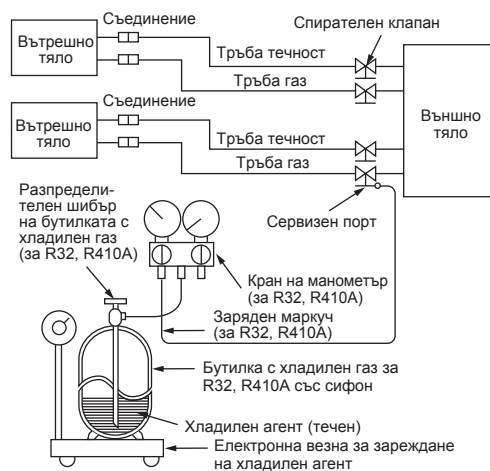 Съединение
Спирателен клапан
Вътрешно
тяло
Тръба течност
Тръба газ
Съединение
Външно
тяло
Вътрешно
тяло
Тръба течност
Тръба газ
Разпредели-
телен шибър
на бутилката с
хладилен газ
(за R32, R410A)
Сервизен порт
Кран на манометър
(за R32, R410A)
Заряден маркуч
(за R32, R410A)
Бутилка с хладилен газ за
R32, R410A със сифон
Хладилен агент (течен)
Електронна везна за зареждане
на хладилен агент